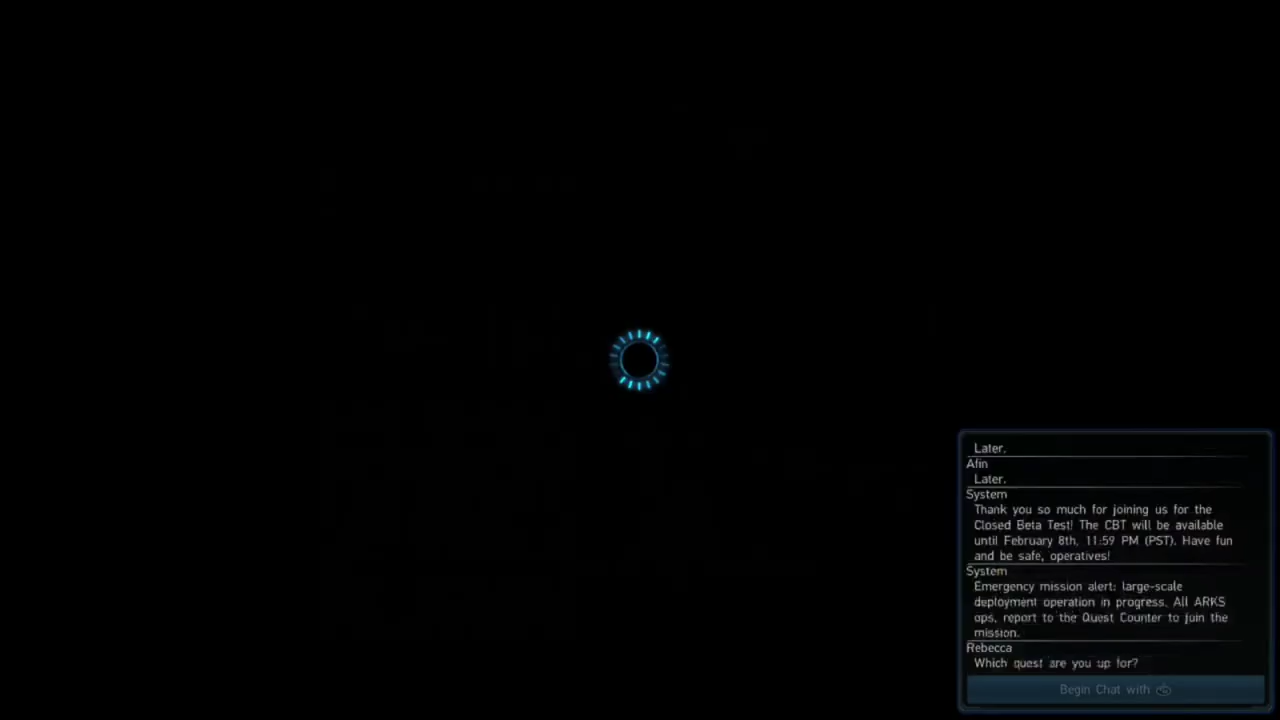 Later.
Afin
Later.
System
Thank you so much for joining us for the
Closed Beta Test! The CBT will be available
until February 8th, 11:59 PM (PST). Have fun
and be safe, operatives!
System
Emergency mission alert: large-scale
deployment operation in progress. All ARKS
ops, report to the Quest Counter to join the
mission.
Rebecca
Which quest are you up for?
Begin Chat with